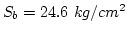 $S_b = 24.6\ kg/cm^2$